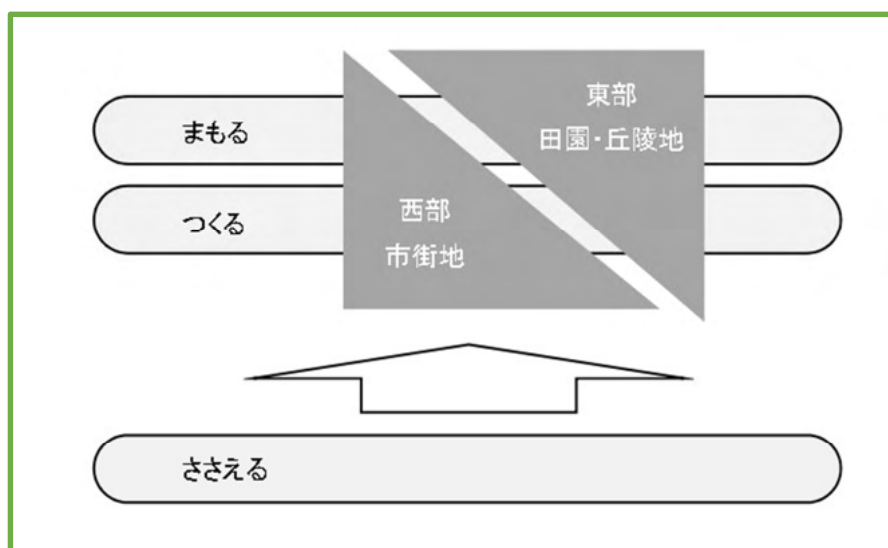 東部
田園・丘陵地
まもる
西部
市街地
つくる
ささえる